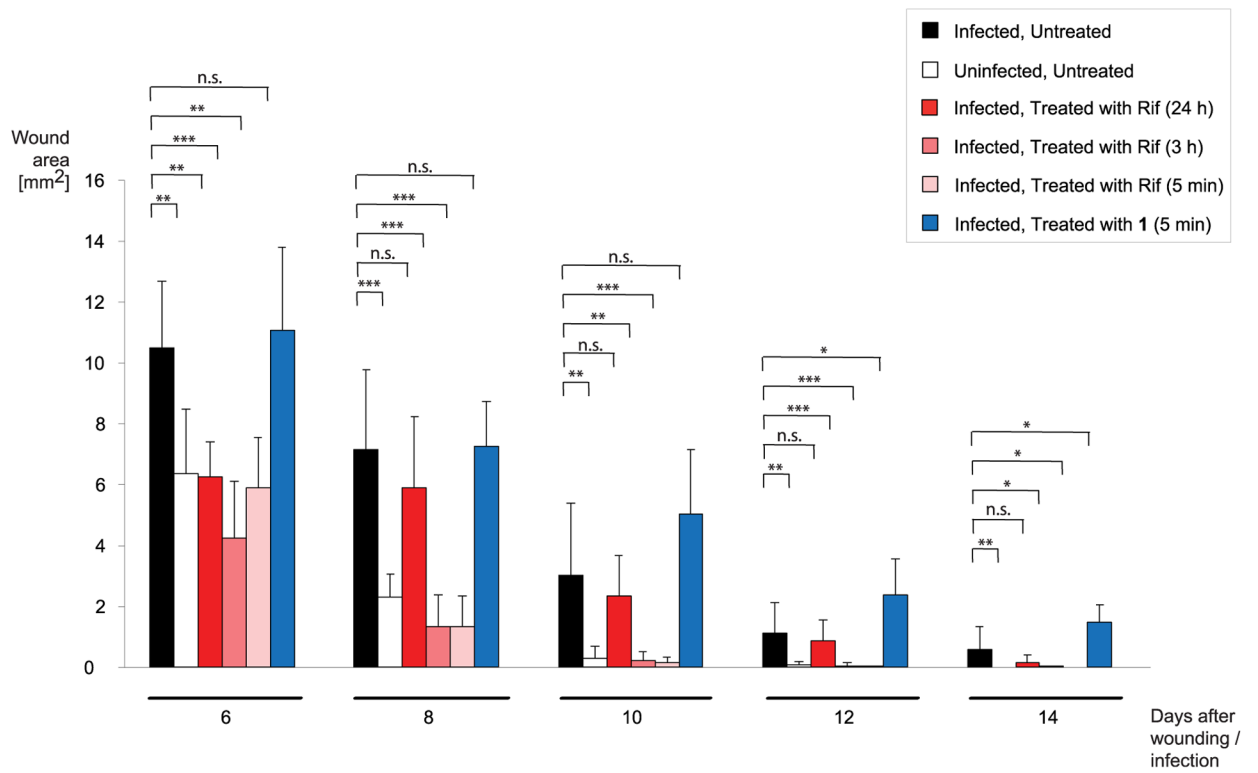 Infected, Untreated
Uninfected, Untreated
Infected, Treated with Rif (24 h)
Infected, Treated with Rif (3 h)
Infected, Treated with Rif (5 min)
Infected, Treated with 1 (5 min)
Wound
area
[mm2]
16
14
12
10
8
6
4
2
0
n.s.
**
***
**
**
n.s.
***
***
n.s.
***
n.s.
***
**
n.s.
**
*
***
***
n.s.
**
*
*
*
n.s.
**
6 8 10 12 14
Days after
wounding /
infection